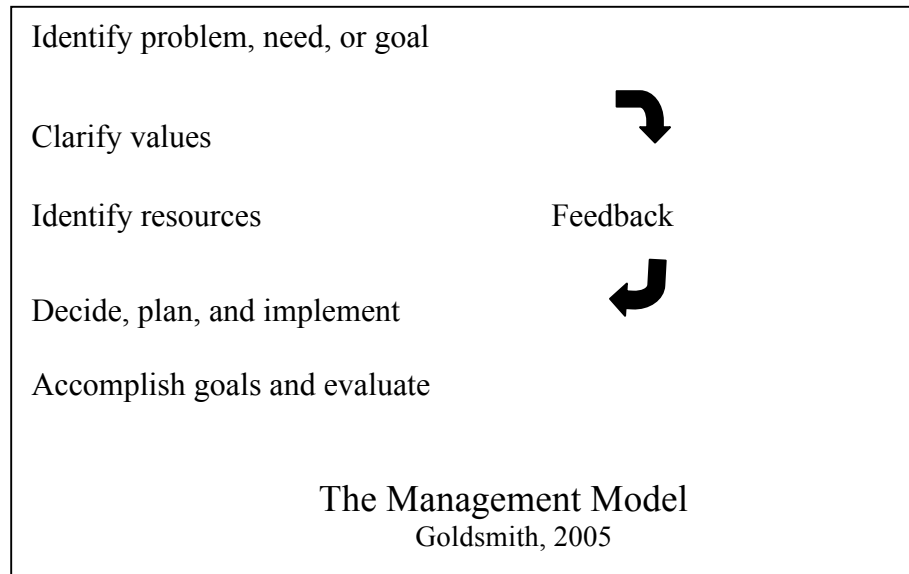 Identify problem, need, or goal
Clarify values
Identify resources
Feedback
Decide, plan, and implement
Accomplish goals and evaluate
The Management Model
Goldsmith, 2005